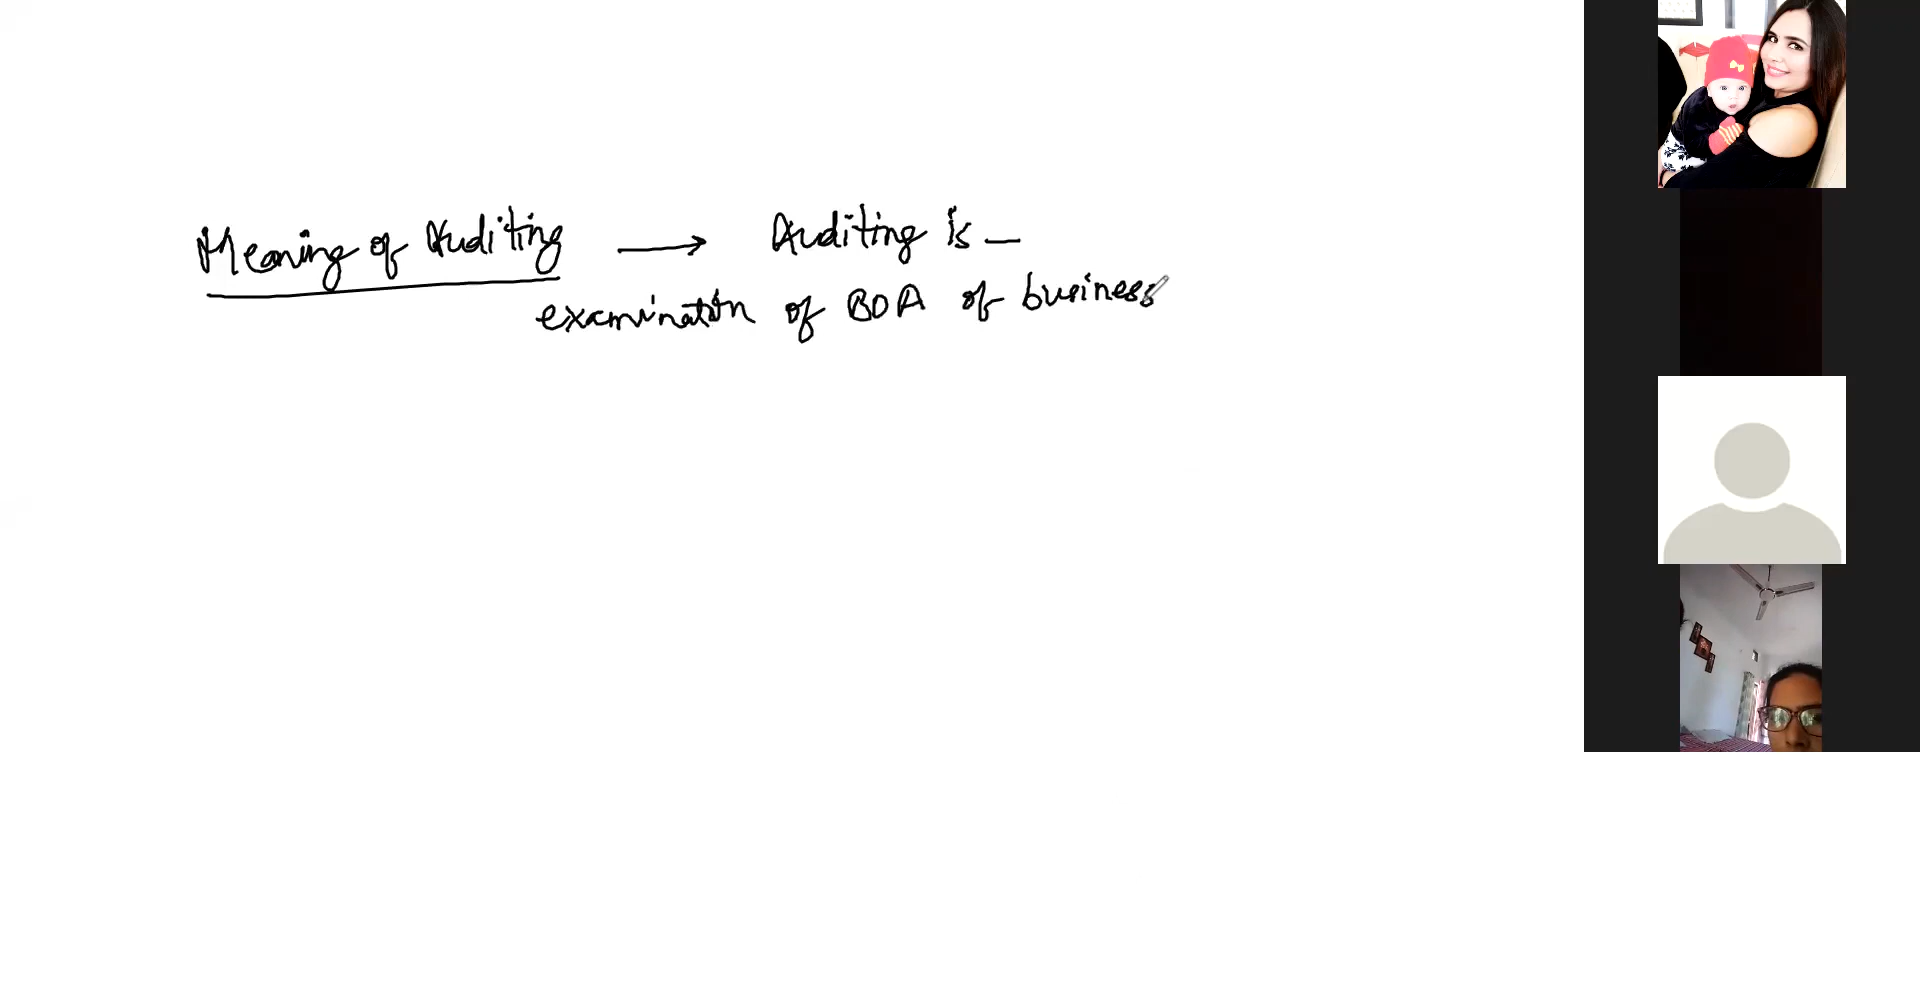 Meaning of Auditing → Auditing is —
examination of BOA of business